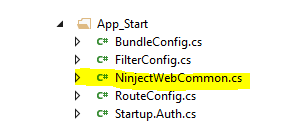 App_Start
C# BundleConfig.cs
C# FilterConfig.cs
C# NinjectWebCommon.cs
C# RouteConfig.cs
C# Startup.Auth.cs